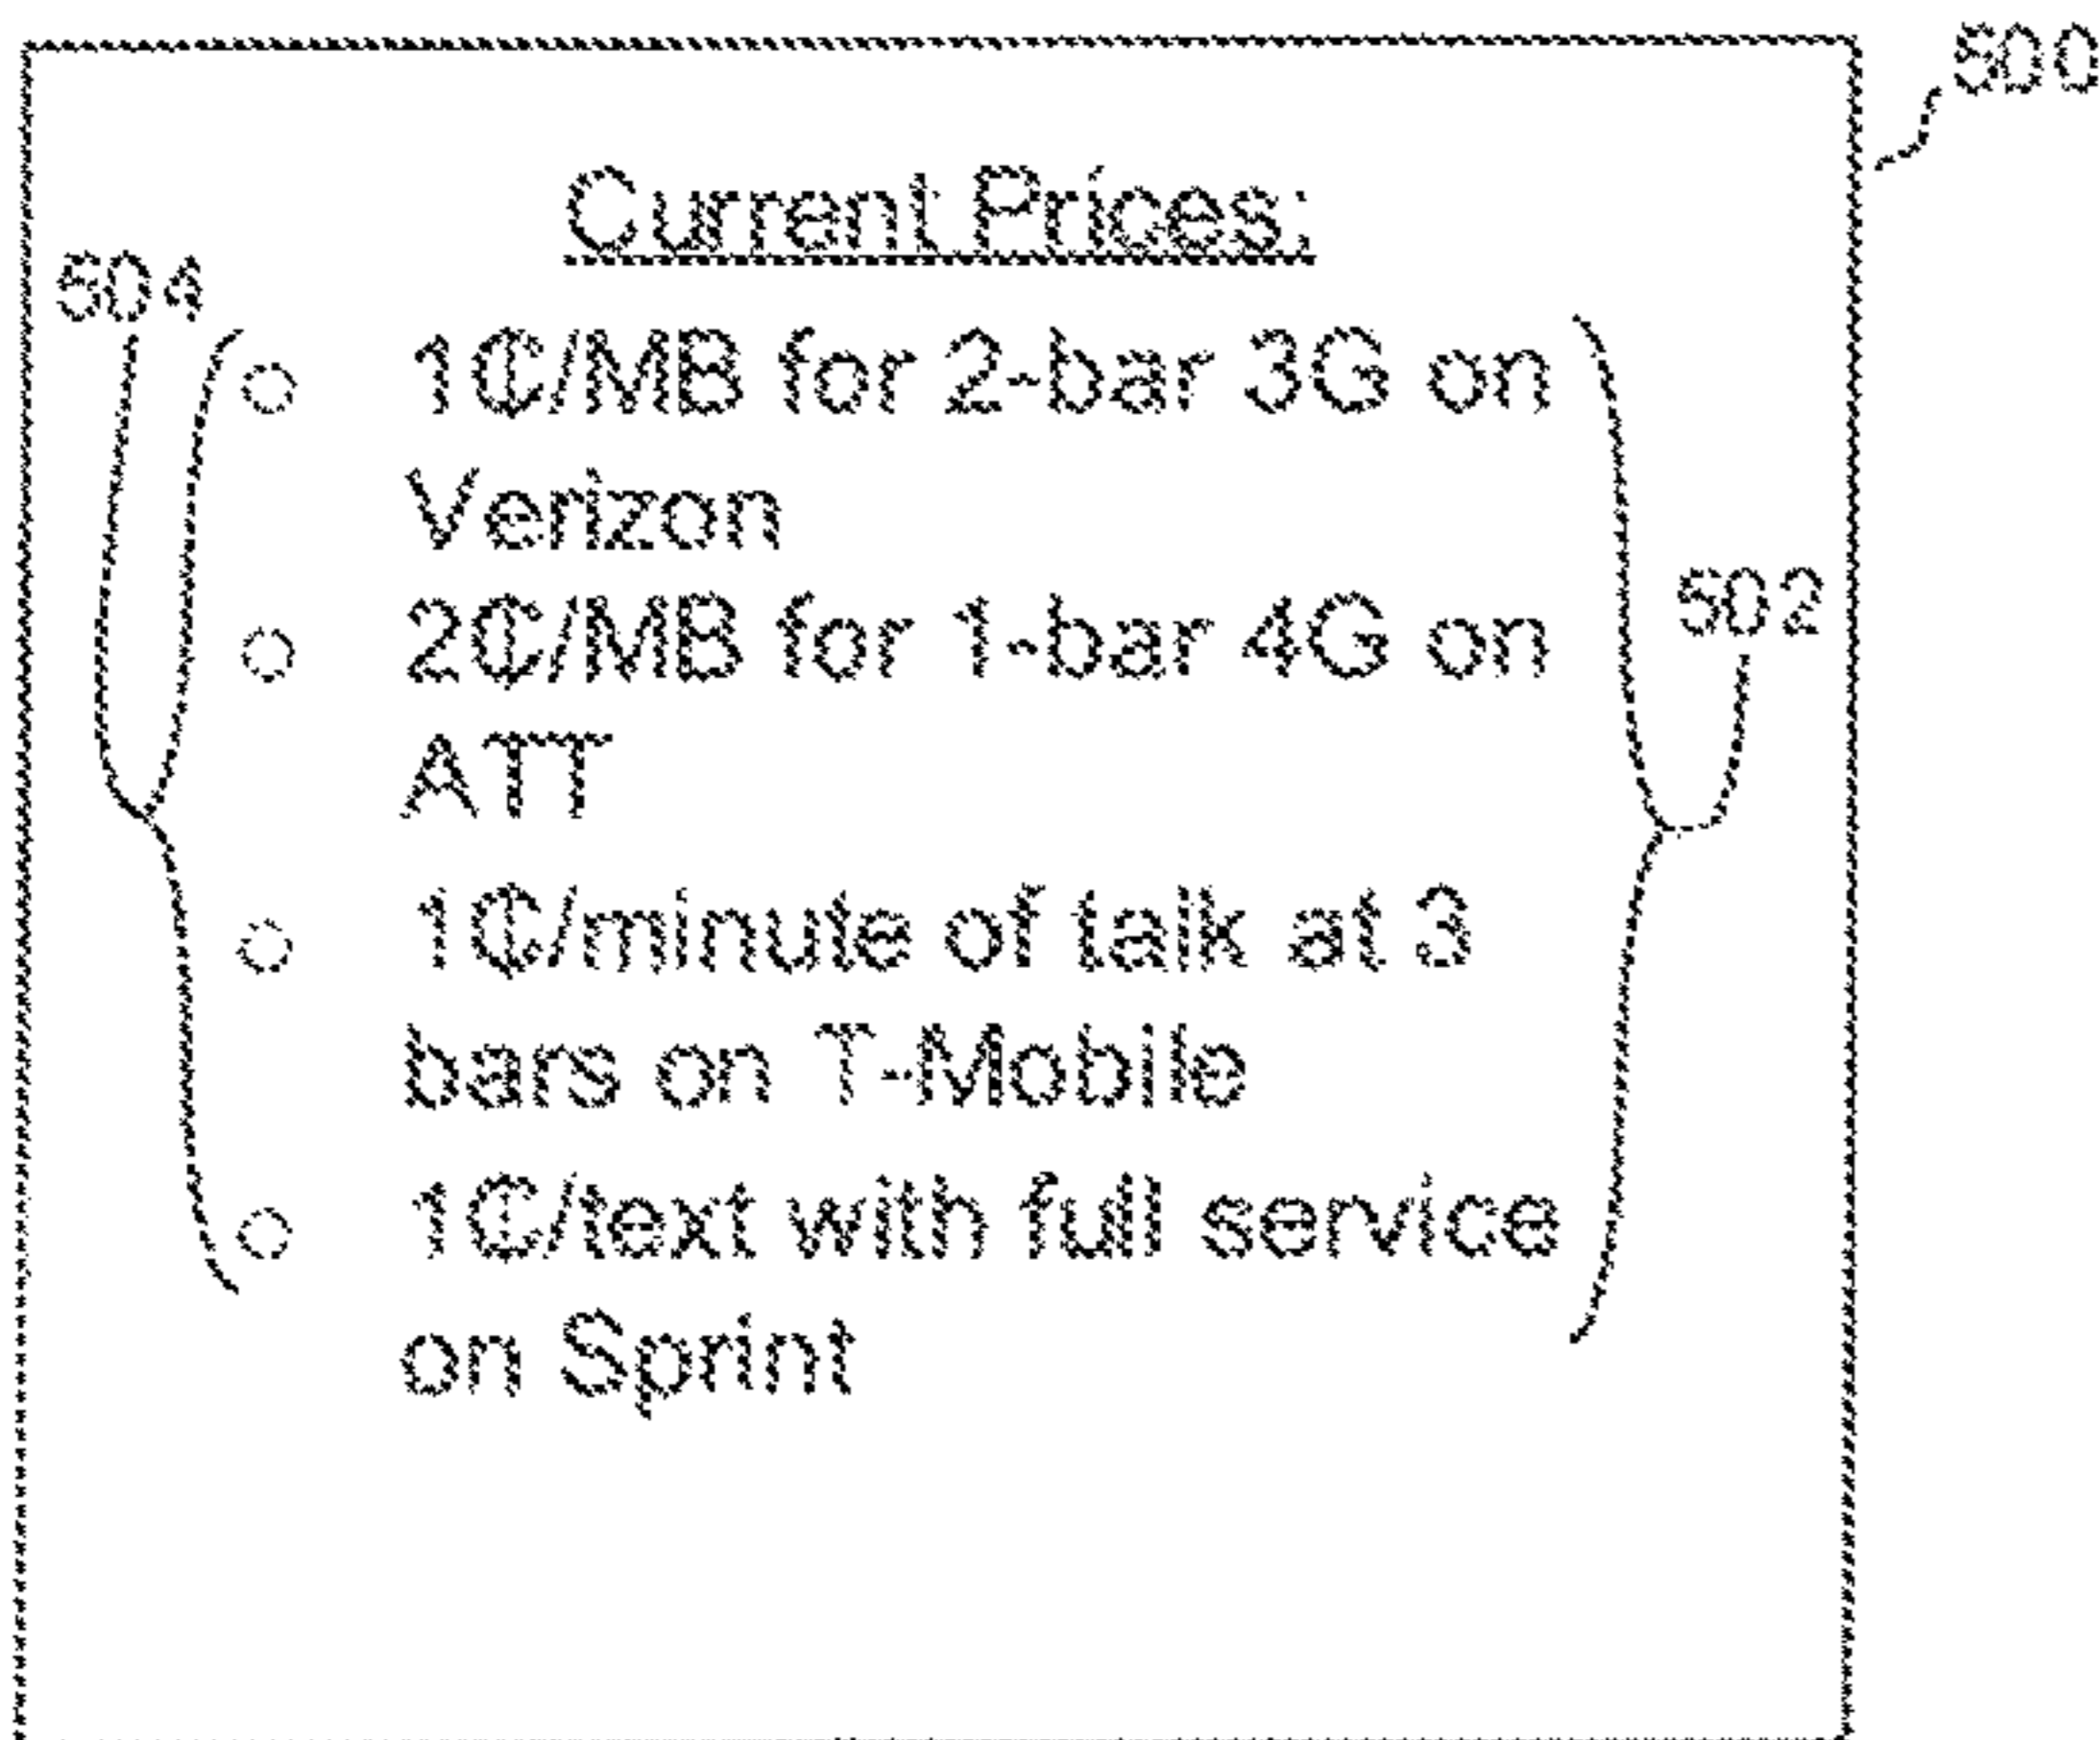 500
Current Prices:
504
○ 1₵/MB for 2-bar 3G on
Verizon
502
○ 2₵/MB for 1-bar 4G on
ATT
○ 1₵/minute of talk at 3
bars on T-Mobile
○ 1₵/text with full service
on Sprint